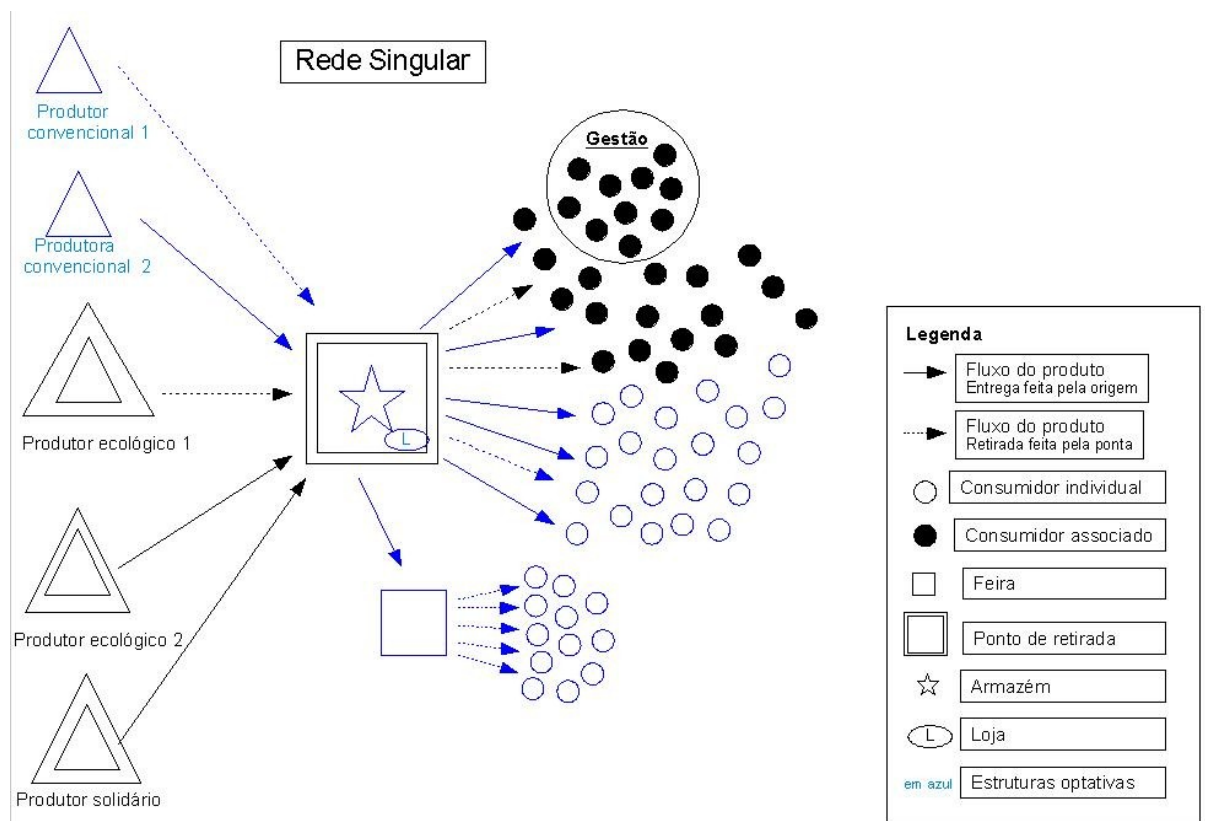 Rede Singular
Produtor
convencional 1
Produtora
convencional 2
Produtor ecológico 1
Produtor ecológico 2
Produtor solidário
Gestão
L
Legenda
Fluxo do produto
Entrega feita pela origem
Fluxo do produto
Retirada feita pela ponta
Consumidor individual
Consumidor associado
Feira
Ponto de retirada
Armazém
L
Loja
em azul
Estruturas optativas